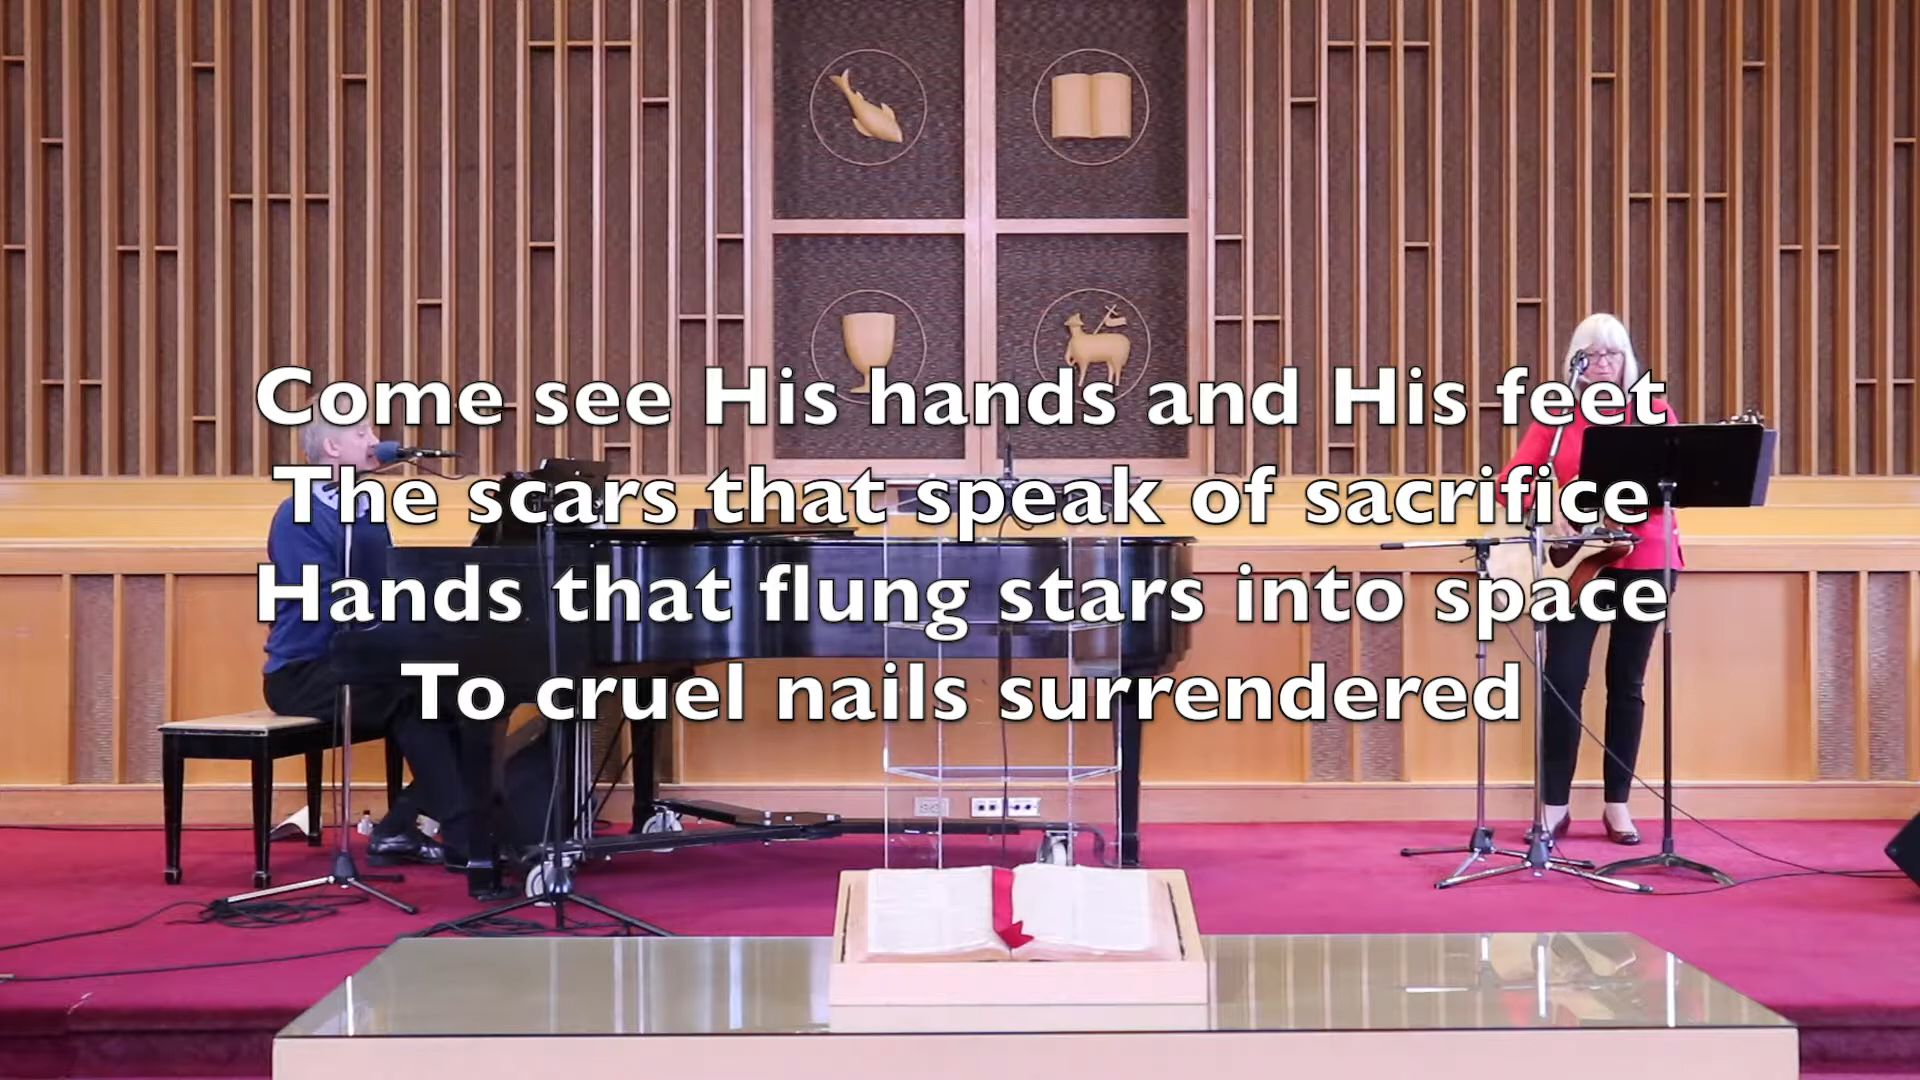 Come see His hands and His feet
The scars that speak of sacrifice
Hands that flung stars into space
To cruel nails surrendered